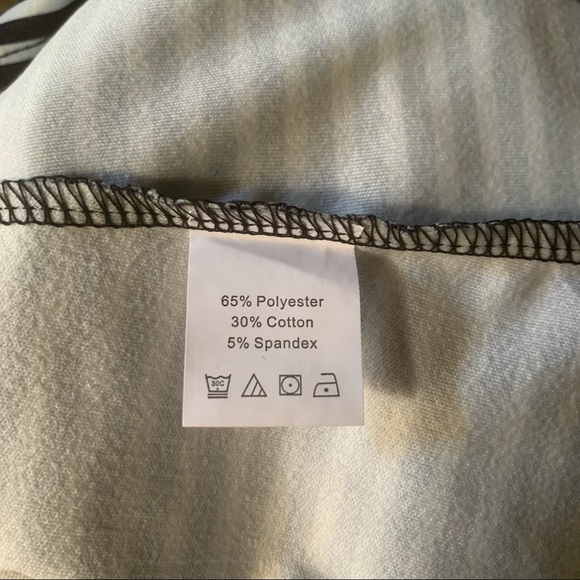 65% Polyester
30% Cotton
5% Spandex
30C